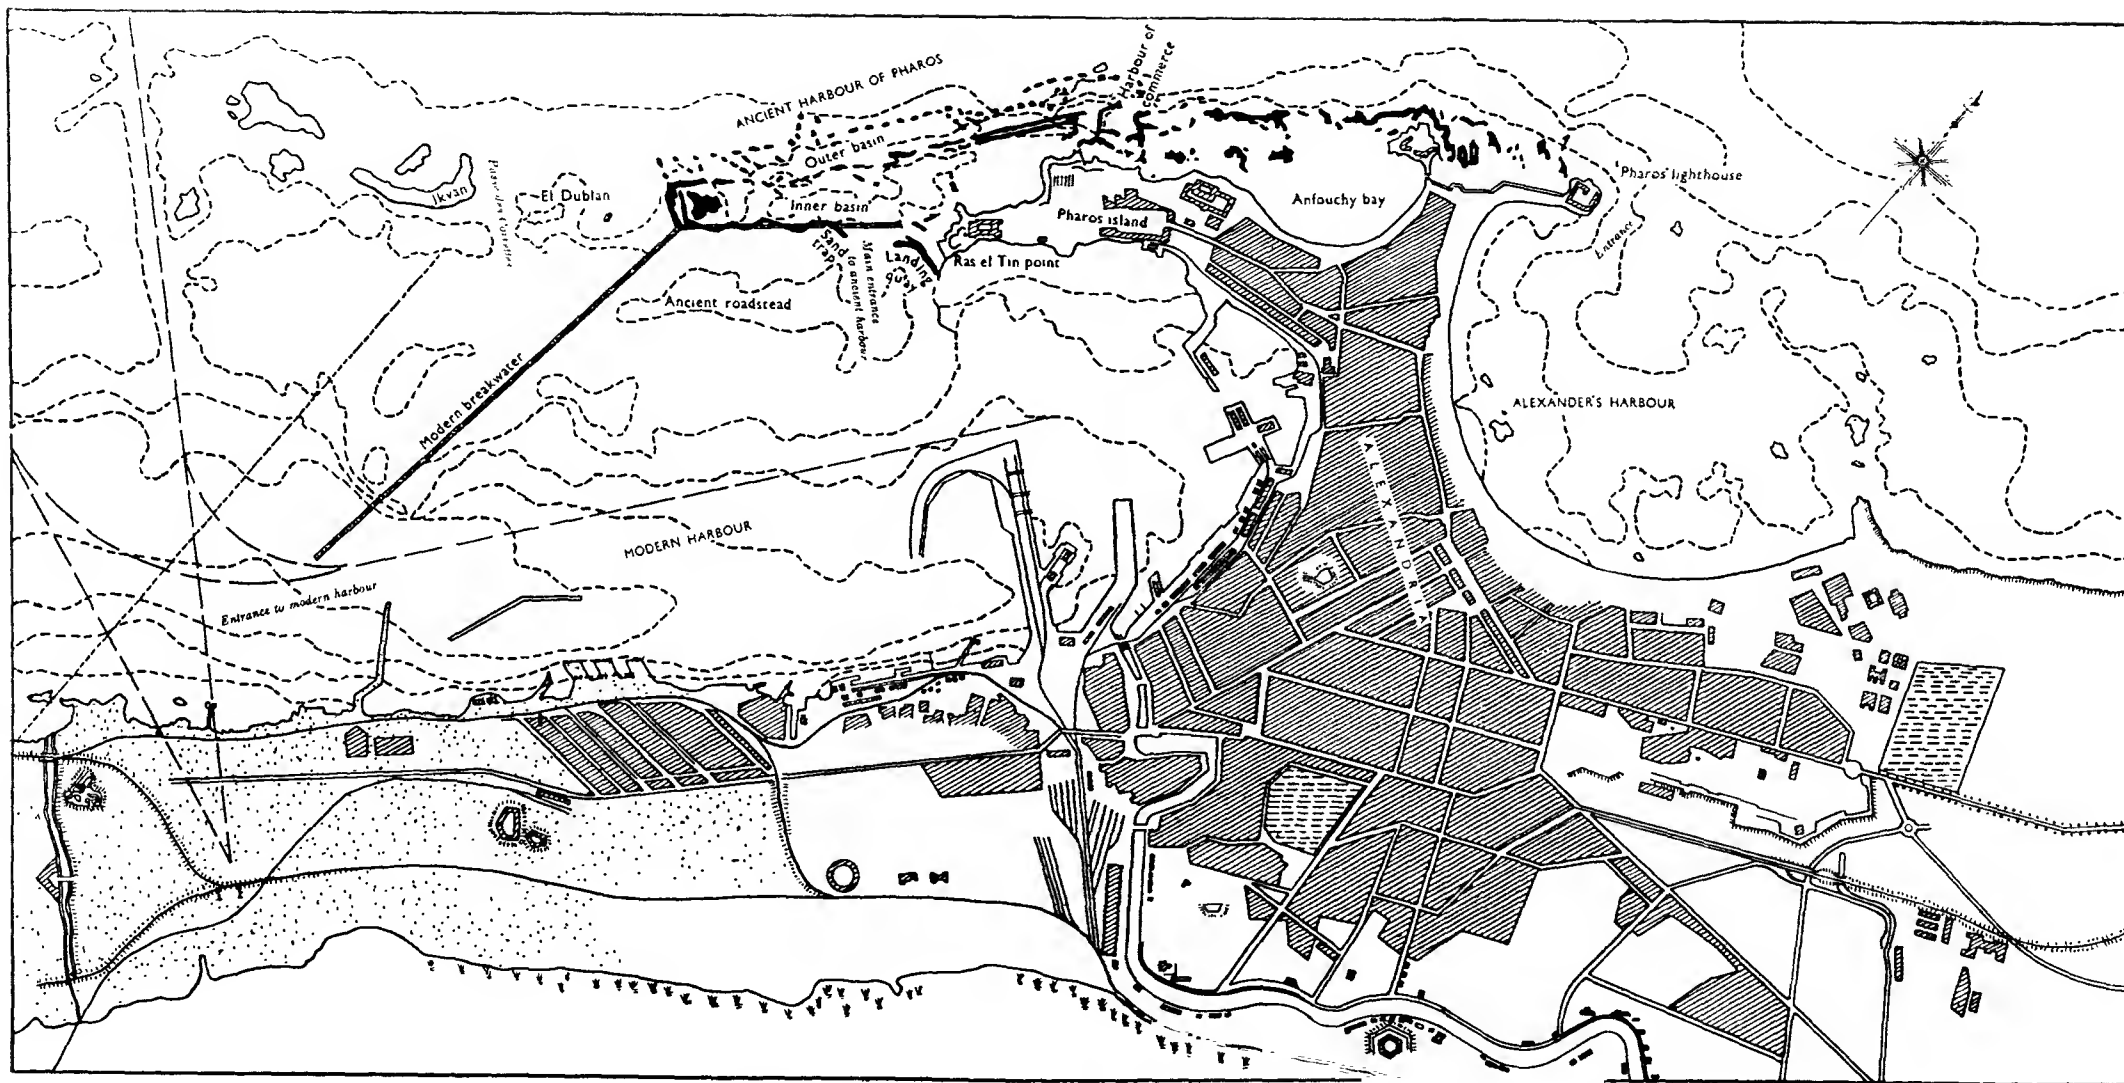 ANCIENT HARBOUR OF PHAROS
Harbour of
commerce
Outer basin
Ikvan
El Dublan
Inner basin
Pharos island
Anfouchy bay
Pharos' lighthouse
Entrance
Sand
trap
Main entrance
to ancient harbour
Landing
quay
Ras el Tin point
Ancient roadstead
Modern breakwater
ALEXANDER'S HARBOUR
MODERN HARBOUR
ALEXANDRIA
Entrance to modern harbour